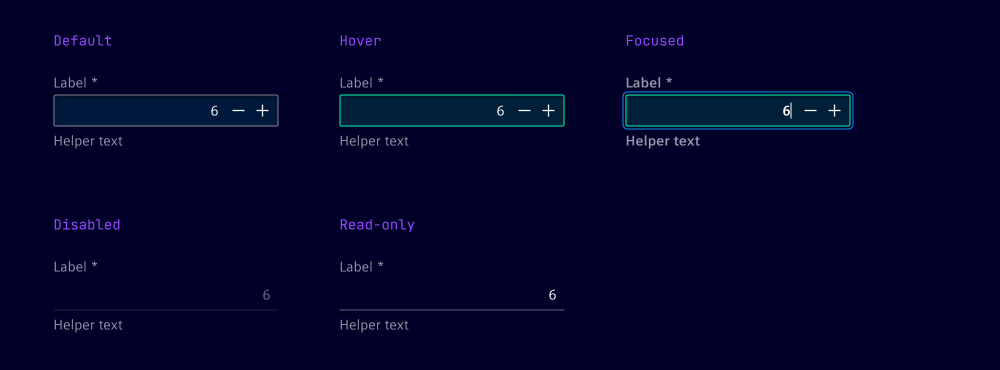 Default
Hover
Focused
Label *
Label *
Label *
6 − +
6 − +
6 − +
Helper text
Helper text
Helper text
Disabled
Read-only
Label *
Label *
6
6
Helper text
Helper text